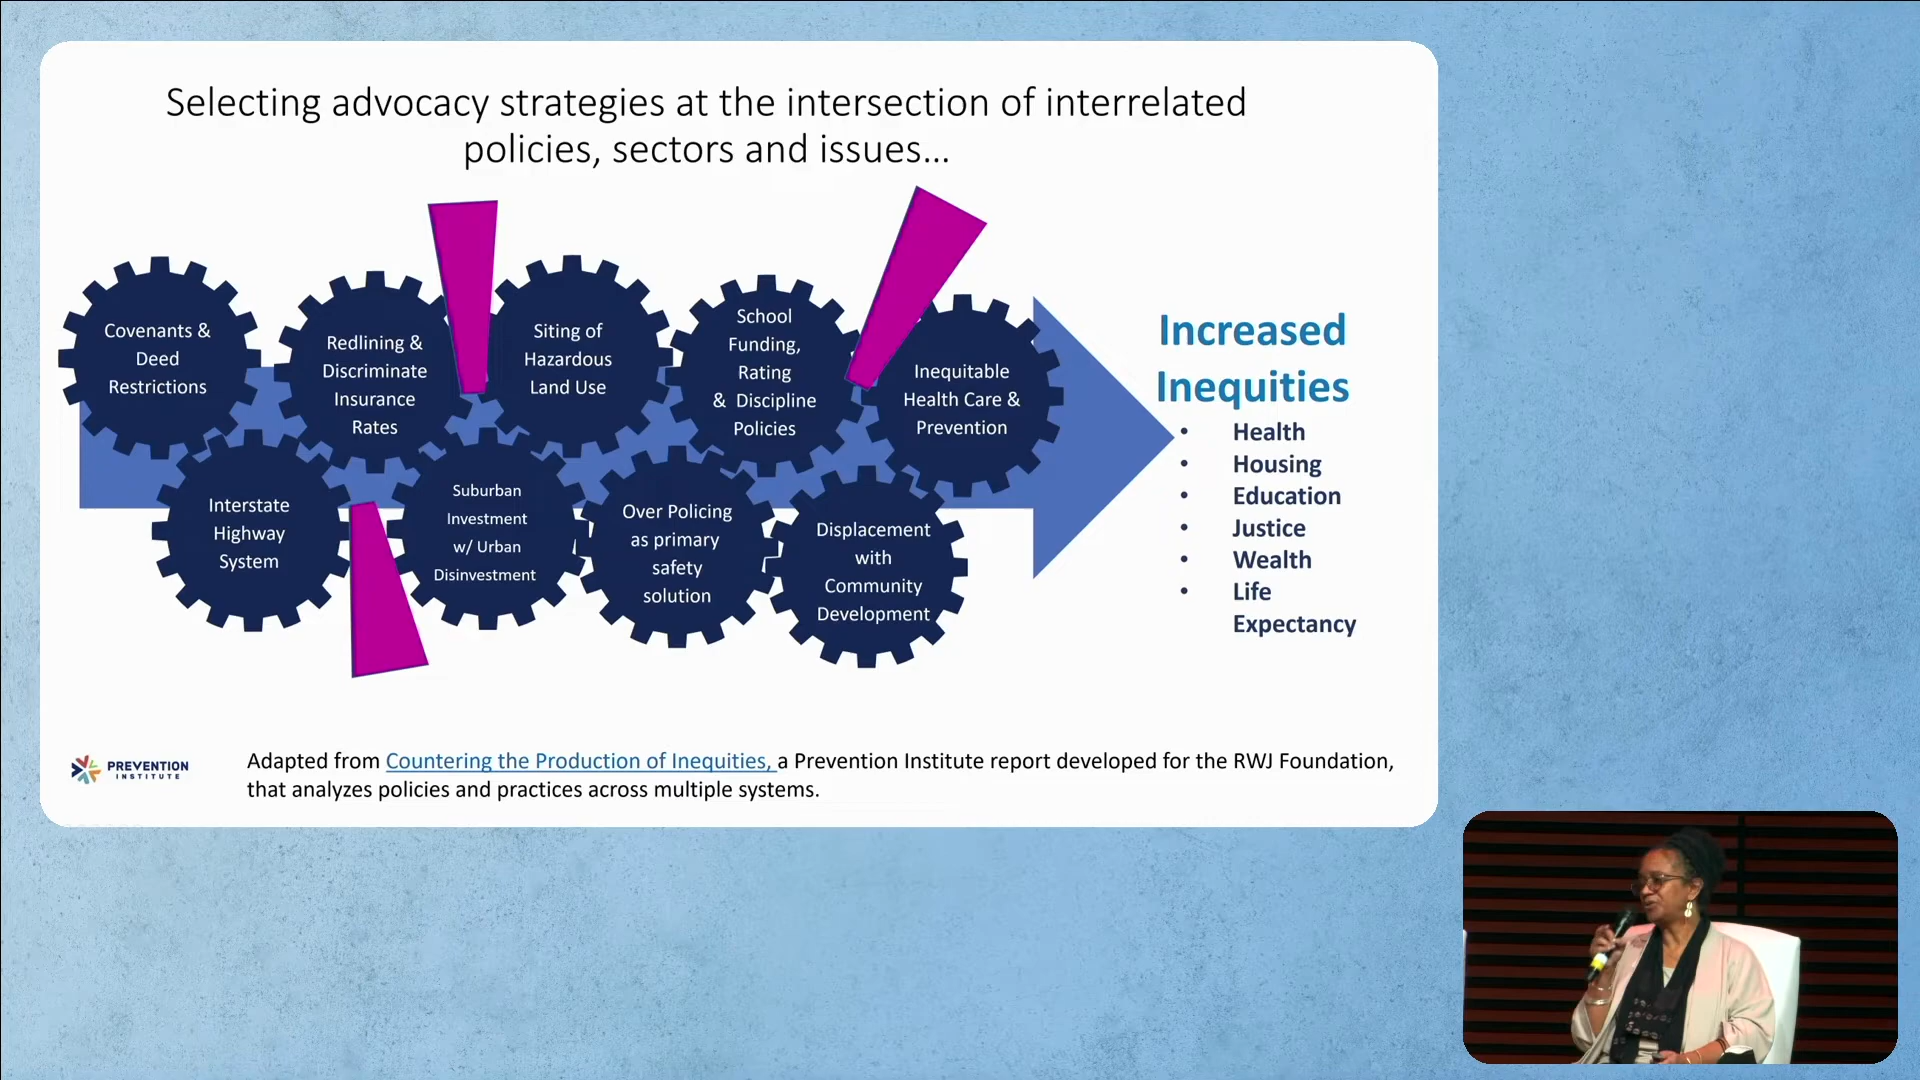 Selecting advocacy strategies at the intersection of interrelated
policies, sectors and issues...
Covenants &
Deed
Restrictions
Redlining &
Discriminate
Insurance
Rates
Siting of
Hazardous
Land Use
School
Funding,
Rating
& Discipline
Policies
Inequitable
Health Care &
Prevention
Interstate
Highway
System
Suburban
Investment
w/ Urban
Disinvestment
Over Policing
as primary
safety
solution
Displacement
with
Community
Development
Increased
Inequities
• Health
• Housing
• Education
• Justice
• Wealth
• Life
Expectancy
PREVENTION
INSTITUTE
Adapted from Countering the Production of Inequities, a Prevention Institute report developed for the RWJ Foundation,
that analyzes policies and practices across multiple systems.